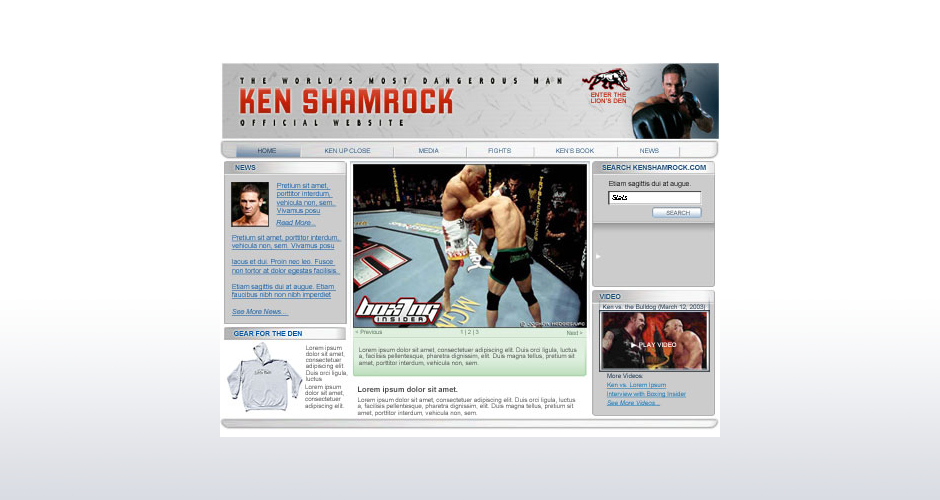 THE WORLD'S MOST DANGEROUS MAN
KEN SHAMROCK
OFFICIAL WEBSITE
ENTER THE
LION'S DEN
HOME
KEN UP CLOSE
MEDIA
FIGHTS
KEN'S BOOK
NEWS
NEWS
Pretium sit amet,
porttitor interdum,
vehicula non, sem.
Vivamus posu
Read More...
Pretium sit amet, porttitor interdum,
vehicula non, sem. Vivamus posu
lacus et dui. Proin nec leo. Fusce
non tortor at dolor egestas facilisis.
Etiam sagittis dui at augue. Etiam
faucibus nibh non nibh imperdiet
See More News...
GEAR FOR THE DEN
Lorem ipsum
dolor sit amet,
consectetuer
adipiscing elit.
Duis orci ligula,
luctus
Lorem ipsum
dolor sit amet,
consectetuer
adipiscing elit.
BOXING
INSIDER
« Previous
1 | 2 | 3
Next »
Lorem ipsum dolor sit amet, consectetuer adipiscing elit. Duis orci ligula, luctus
a, facilisis pellentesque, pharetra dignissim, elit. Duis magna tellus, pretium sit
amet, porttitor interdum, vehicula non, sem.
Lorem ipsum dolor sit amet.
Lorem ipsum dolor sit amet, consectetuer adipiscing elit. Duis orci ligula, luctus
a, facilisis pellentesque, pharetra dignissim, elit. Duis magna tellus, pretium sit
amet, porttitor interdum, vehicula non, sem.
SEARCH KENSHAMROCK.COM
Etiam sagittis dui at augue.
Stats
SEARCH
VIDEO
Ken vs. the Bulldog (March 12, 2003)
PLAY VIDEO
More Videos:
Ken vs. Lorem Ipsum
Interview with Boxing Insider
See More Videos...